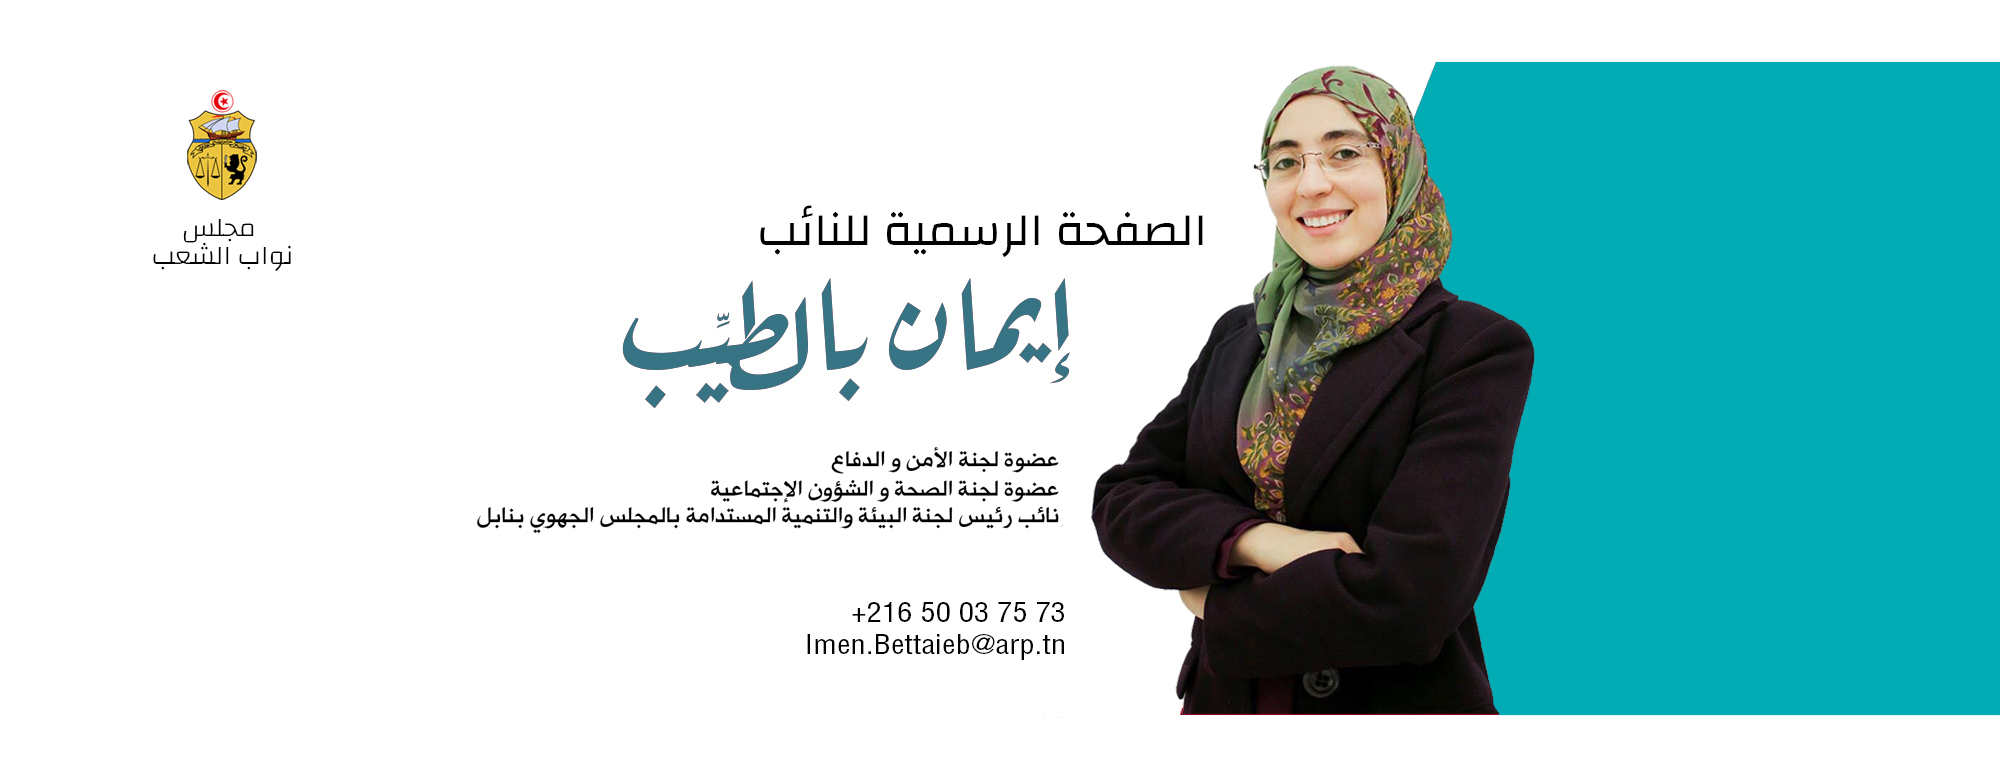 مجلس
نواب الشعب
الصفحة الرسمية للنائب
إيمان بالطيِّب
عضوة لجنة الأمن و الدفاع
عضوة لجنة الصحة و الشؤون الإجتماعية
نائب رئيس لجنة البيئة والتنمية المستدامة بالمجلس الجهوي بنابل
+216 50 03 75 73
Imen.Bettaieb@arp.tn